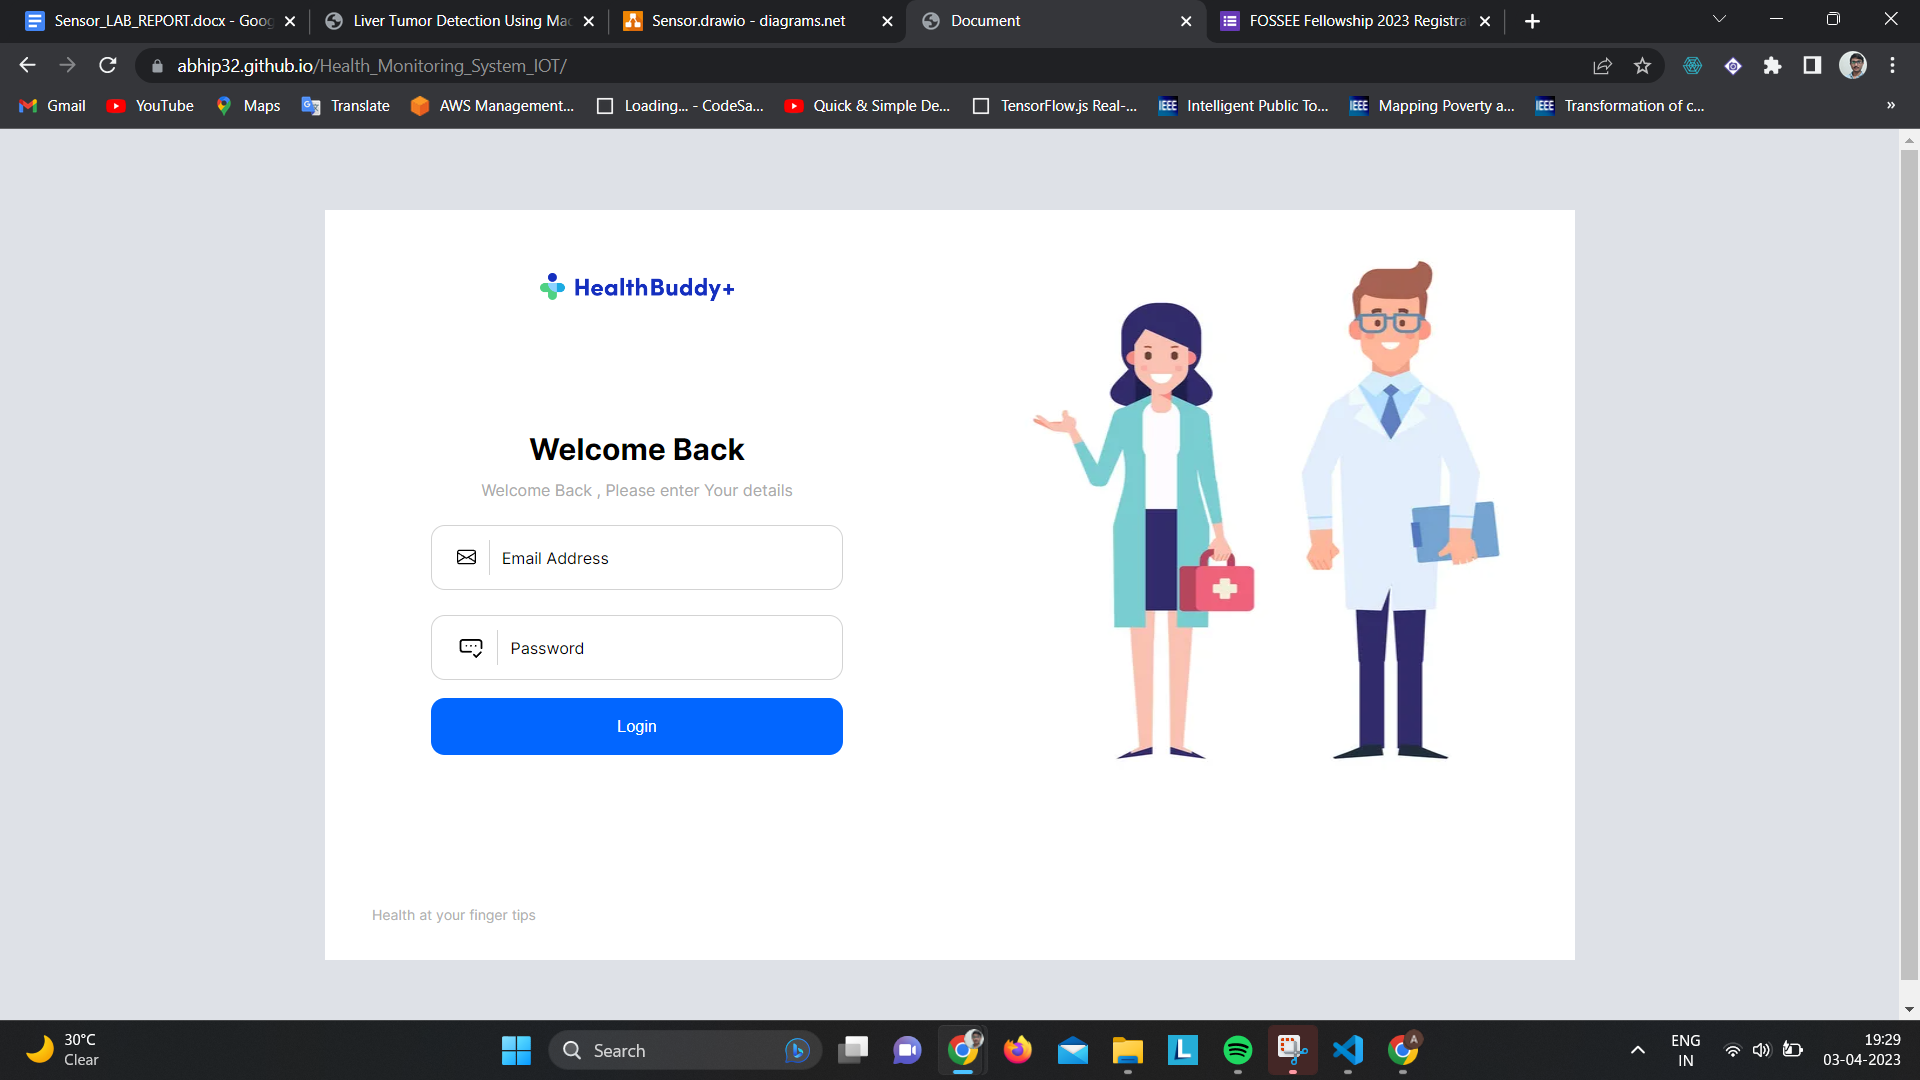 Sensor_LAB_REPORT.docx - Goog
Liver Tumor Detection Using Mac
Sensor.drawio - diagrams.net
Document
FOSSEE Fellowship 2023 Registra
abhip32.github.io/Health_Monitoring_System_IOT/
Gmail
YouTube
Maps
Translate
AWS Management...
Loading... - CodeSa...
Quick & Simple De...
TensorFlow.js Real-...
IEEE
Intelligent Public To...
IEEE
Mapping Poverty a...
IEEE
Transformation of c...
»
HealthBuddy+
Welcome Back
Welcome Back , Please enter Your details
Email Address
Password
Login
Health at your finger tips
30°C
Clear
Search
L
A
ENG
IN
19:29
03-04-2023